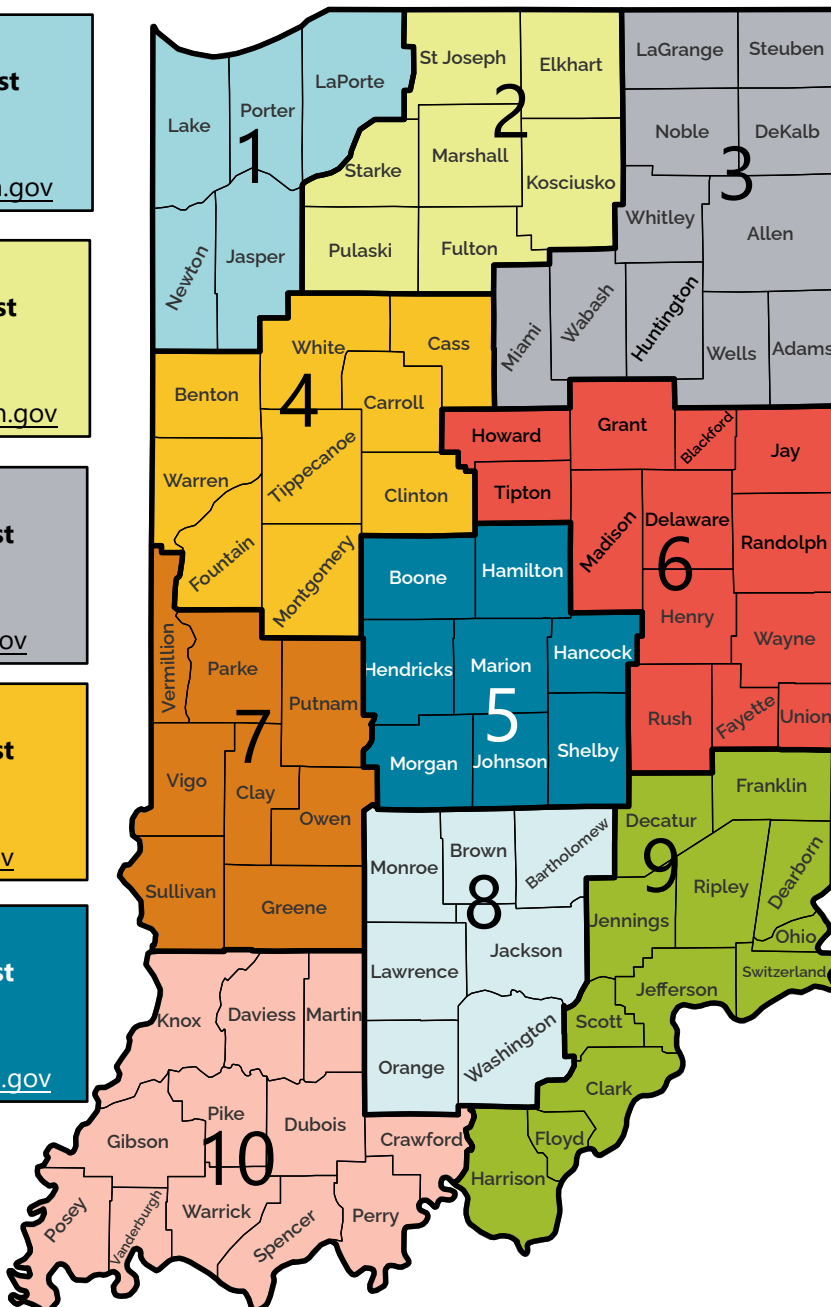 st
n.gov
st
n.gov
st
ov
st
v
st
.gov
LaGrange
Steuben
St Joseph
Elkhart
LaPorte
Porter
Lake
1
2
Noble
DeKalb
3
Marshall
Starke
Kosciusko
Whitley
Allen
Newton
Jasper
Pulaski
Fulton
Miami
Wabash
Huntington
Wells
Adams
White
Cass
4
Benton
Carroll
Howard
Grant
Blackford
Jay
Warren
Tippecanoe
Clinton
Tipton
Madison
Delaware
Randolph
6
Fountain
Montgomery
Boone
Hamilton
Henry
Wayne
Vermillion
Parke
Putnam
Hendricks
Marion
Hancock
5
Rush
Fayette
Union
7
Vigo
Clay
Owen
Morgan
Johnson
Shelby
Franklin
Decatur
Sullivan
Greene
Monroe
Brown
Bartholomew
8
9
Ripley
Dearborn
Jennings
Ohio
Lawrence
Jackson
Switzerland
Jefferson
Knox
Daviess
Martin
Scott
Orange
Washington
Clark
Pike
Dubois
Gibson
10
Crawford
Floyd
Harrison
Posey
Vanderburgh
Warrick
Spencer
Perry